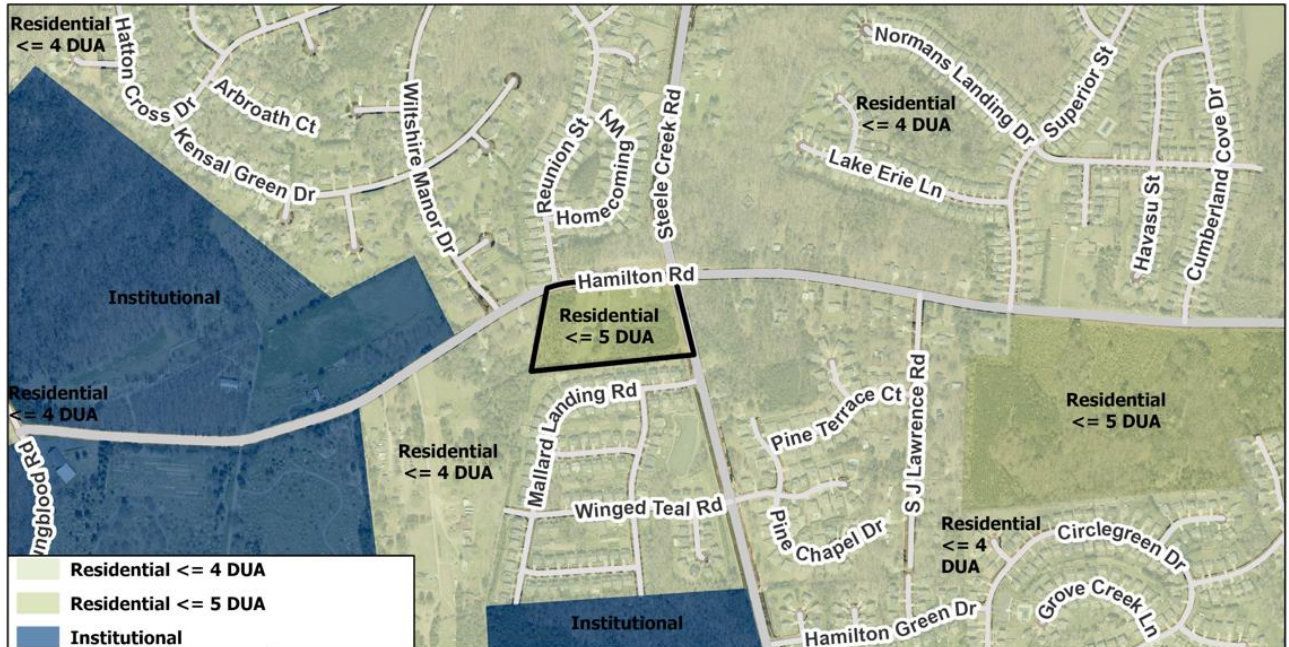 Residential
<= 4 DUA
Hatton Cross Dr
Arbroath Ct
Kensal Green Dr
Wiltshire Manor Dr
Reunion St
Homecoming Wy
Steele Creek Rd
Normans Landing Dr
Superior St
Residential
<= 4 DUA
Lake Erie Ln
Havasu St
Cumberland Cove Dr
Hamilton Rd
Institutional
Residential
<= 5 DUA
Residential
<= 4 DUA
Mallard Landing Rd
Pine Terrace Ct
S J Lawrence Rd
Residential
<= 5 DUA
Residential
<= 4 DUA
ungblood Rd
Winged Teal Rd
Pine Chapel Dr
Residential
<= 4
DUA
Circlegreen Dr
Grove Creek Ln
Hamilton Green Dr
Institutional
Residential <= 4 DUA
Residential <= 5 DUA
Institutional